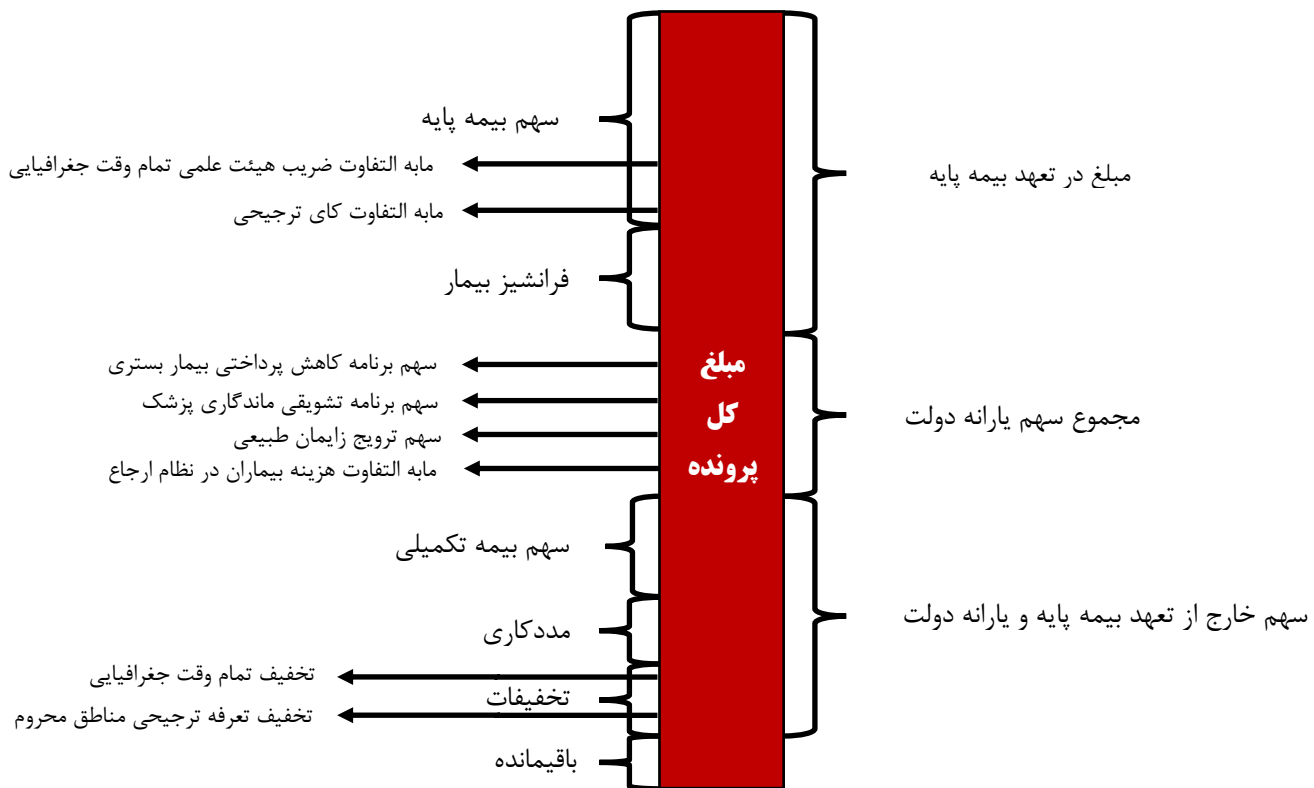 سهم بیمه پایه
مابه التفاوت ضریب هیئت علمی تمام وقت جغرافیایی
مبلغ در تعهد بیمه پایه
مابه التفاوت کای ترجیحی
فرانشیز بیمار
مبلغ
کل
پرونده
سهم برنامه کاهش پرداختی بیمار بستری
سهم برنامه تشویقی ماندگاری پزشک
مجموع سهم یارانه دولت
سهم ترویج زایمان طبیعی
مابه التفاوت هزینه بیماران در نظام ارجاع
سهم بیمه تکمیلی
سهم خارج از تعهد بیمه پایه و یارانه دولت
مددکاری
تخفیف تمام وقت جغرافیایی
تخفیفات
تخفیف تعرفه ترجیحی مناطق محروم
باقیمانده